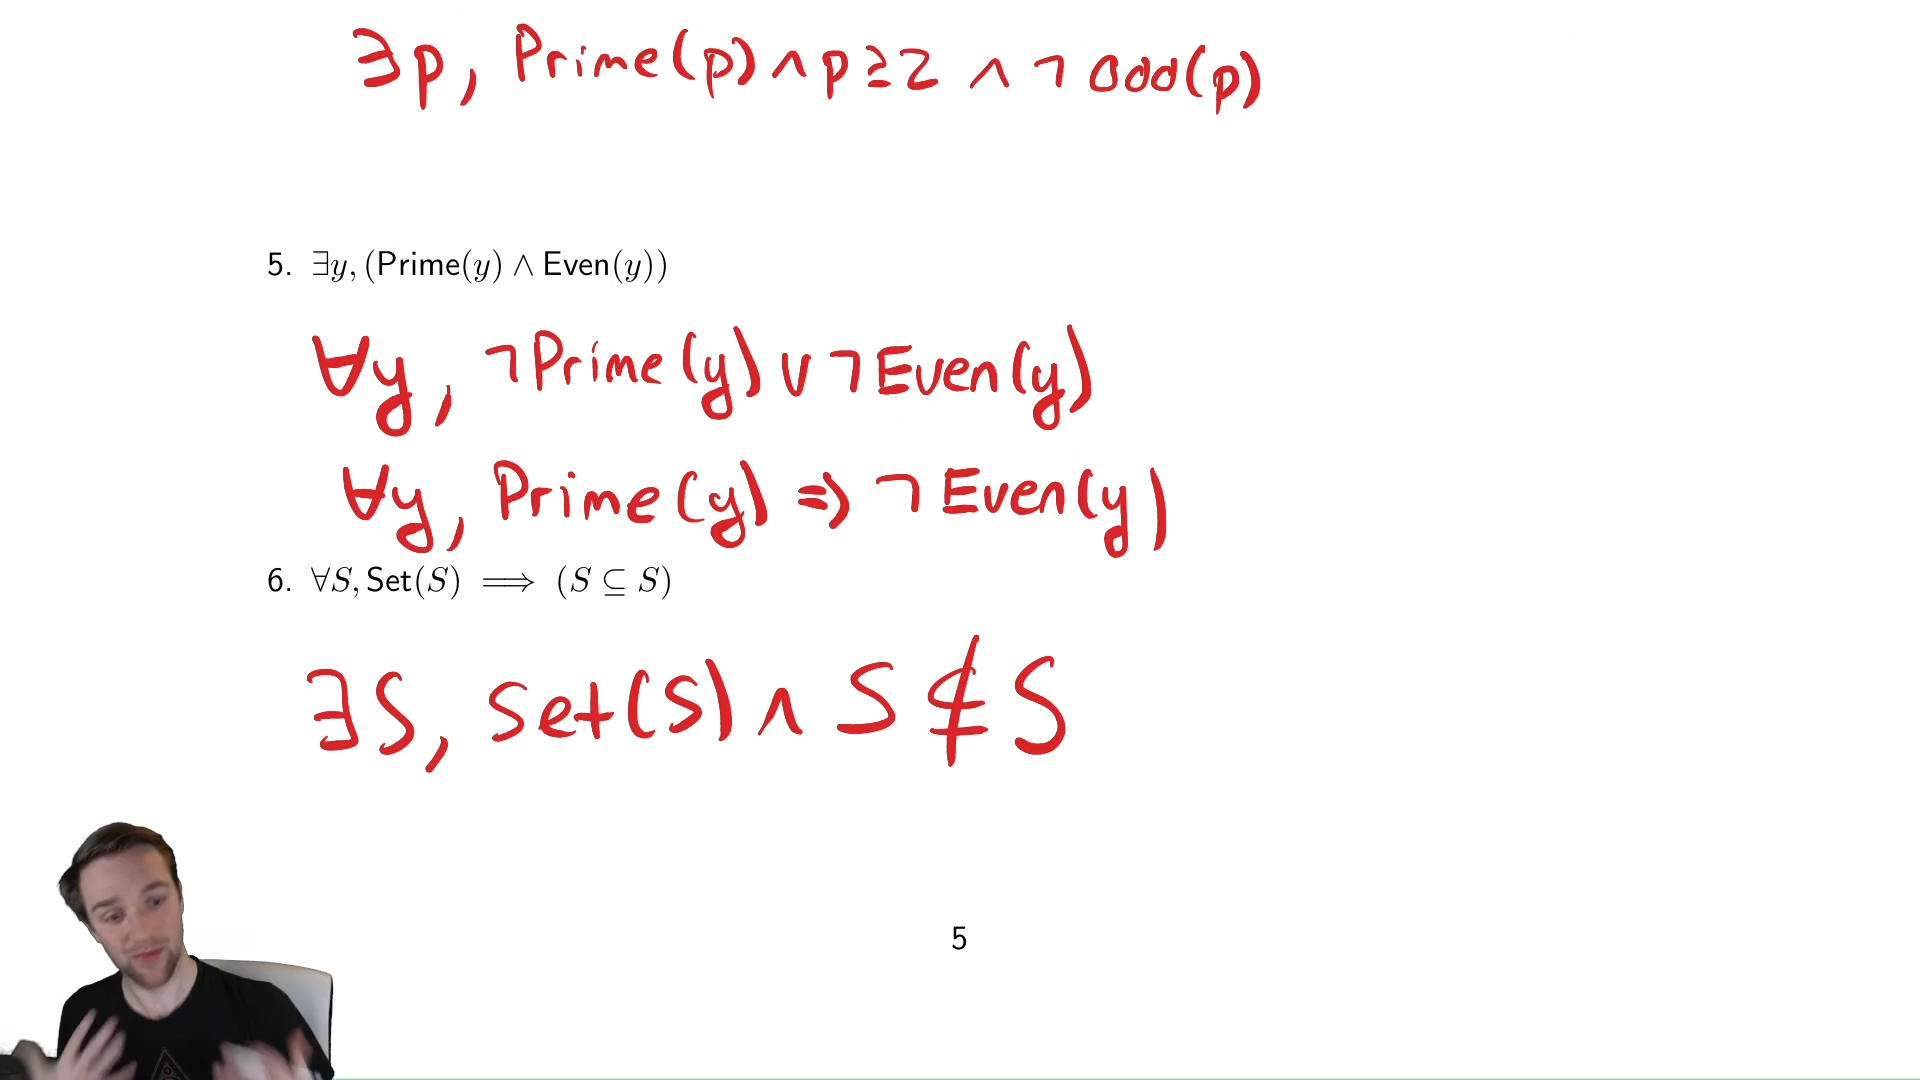 ∃p, Prime(p) ∧ p ≥ 2 ∧ ¬Odd(p)
5. ∃y, (Prime(y) ∧ Even(y))
∀y, ¬Prime(y) ∨ ¬Even(y)
∀y, Prime(y) ⇒ ¬Even(y)
6. ∀S, Set(S) ⟹ (S ⊆ S)
∃S, Set(S) ∧ S ⊈ S
5